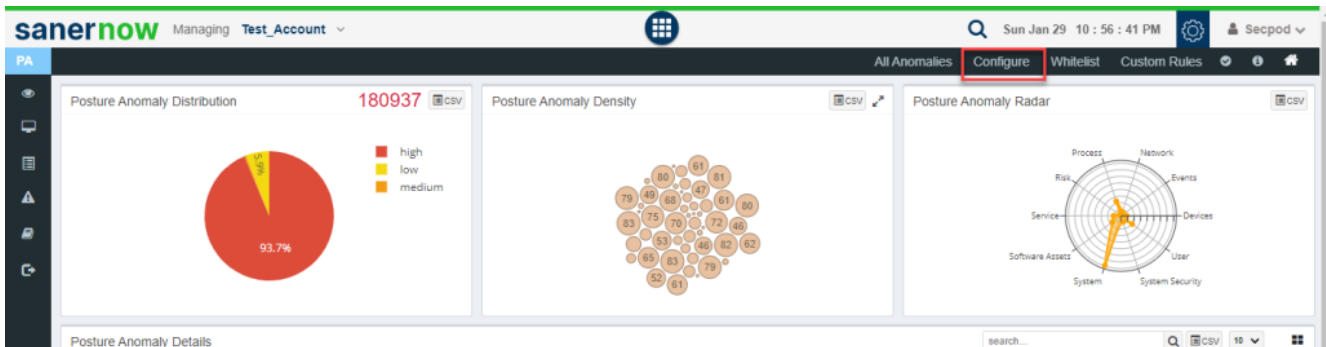 sanernow Managing Test_Account Sun Jan 29 10 : 56 : 41 PM Secpod
PA All Anomalies Configure Whitelist Custom Rules
Posture Anomaly Distribution 180937 CSV
high
low
medium
5.9%
93.7%
Posture Anomaly Density CSV
61
80 81
79 49 68 47 61 80
83 75 70 72 46
53 46 82 62
65 83 79
52 61
Posture Anomaly Radar CSV
Process Network
Risk Events
Service Devices
Software Assets User
System System Security
Posture Anomaly Details search... CSV 10